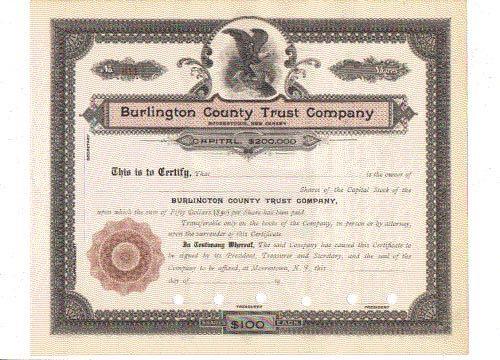 No.
Shares
Burlington County Trust Company
MOORESTOWN, NEW JERSEY
CAPITAL, $200,000
This is to Certify, That is the owner
of Shares of the Capital Stock of the
BURLINGTON COUNTY TRUST COMPANY,
upon which the sum of Fifty Dollars ($50) per Share has been paid.
Transferable only on the books of the Company, in person or by attorney,
upon the surrender of this Certificate.
In Testimony Whereof, The said Company has caused this Certificate to
be signed by its President, Treasurer and Secretary, and the seal of the
Company to be affixed, at Moorestown, N. J., this
day of 19
TREASURER PRESIDENT
SHARES $100 EACH